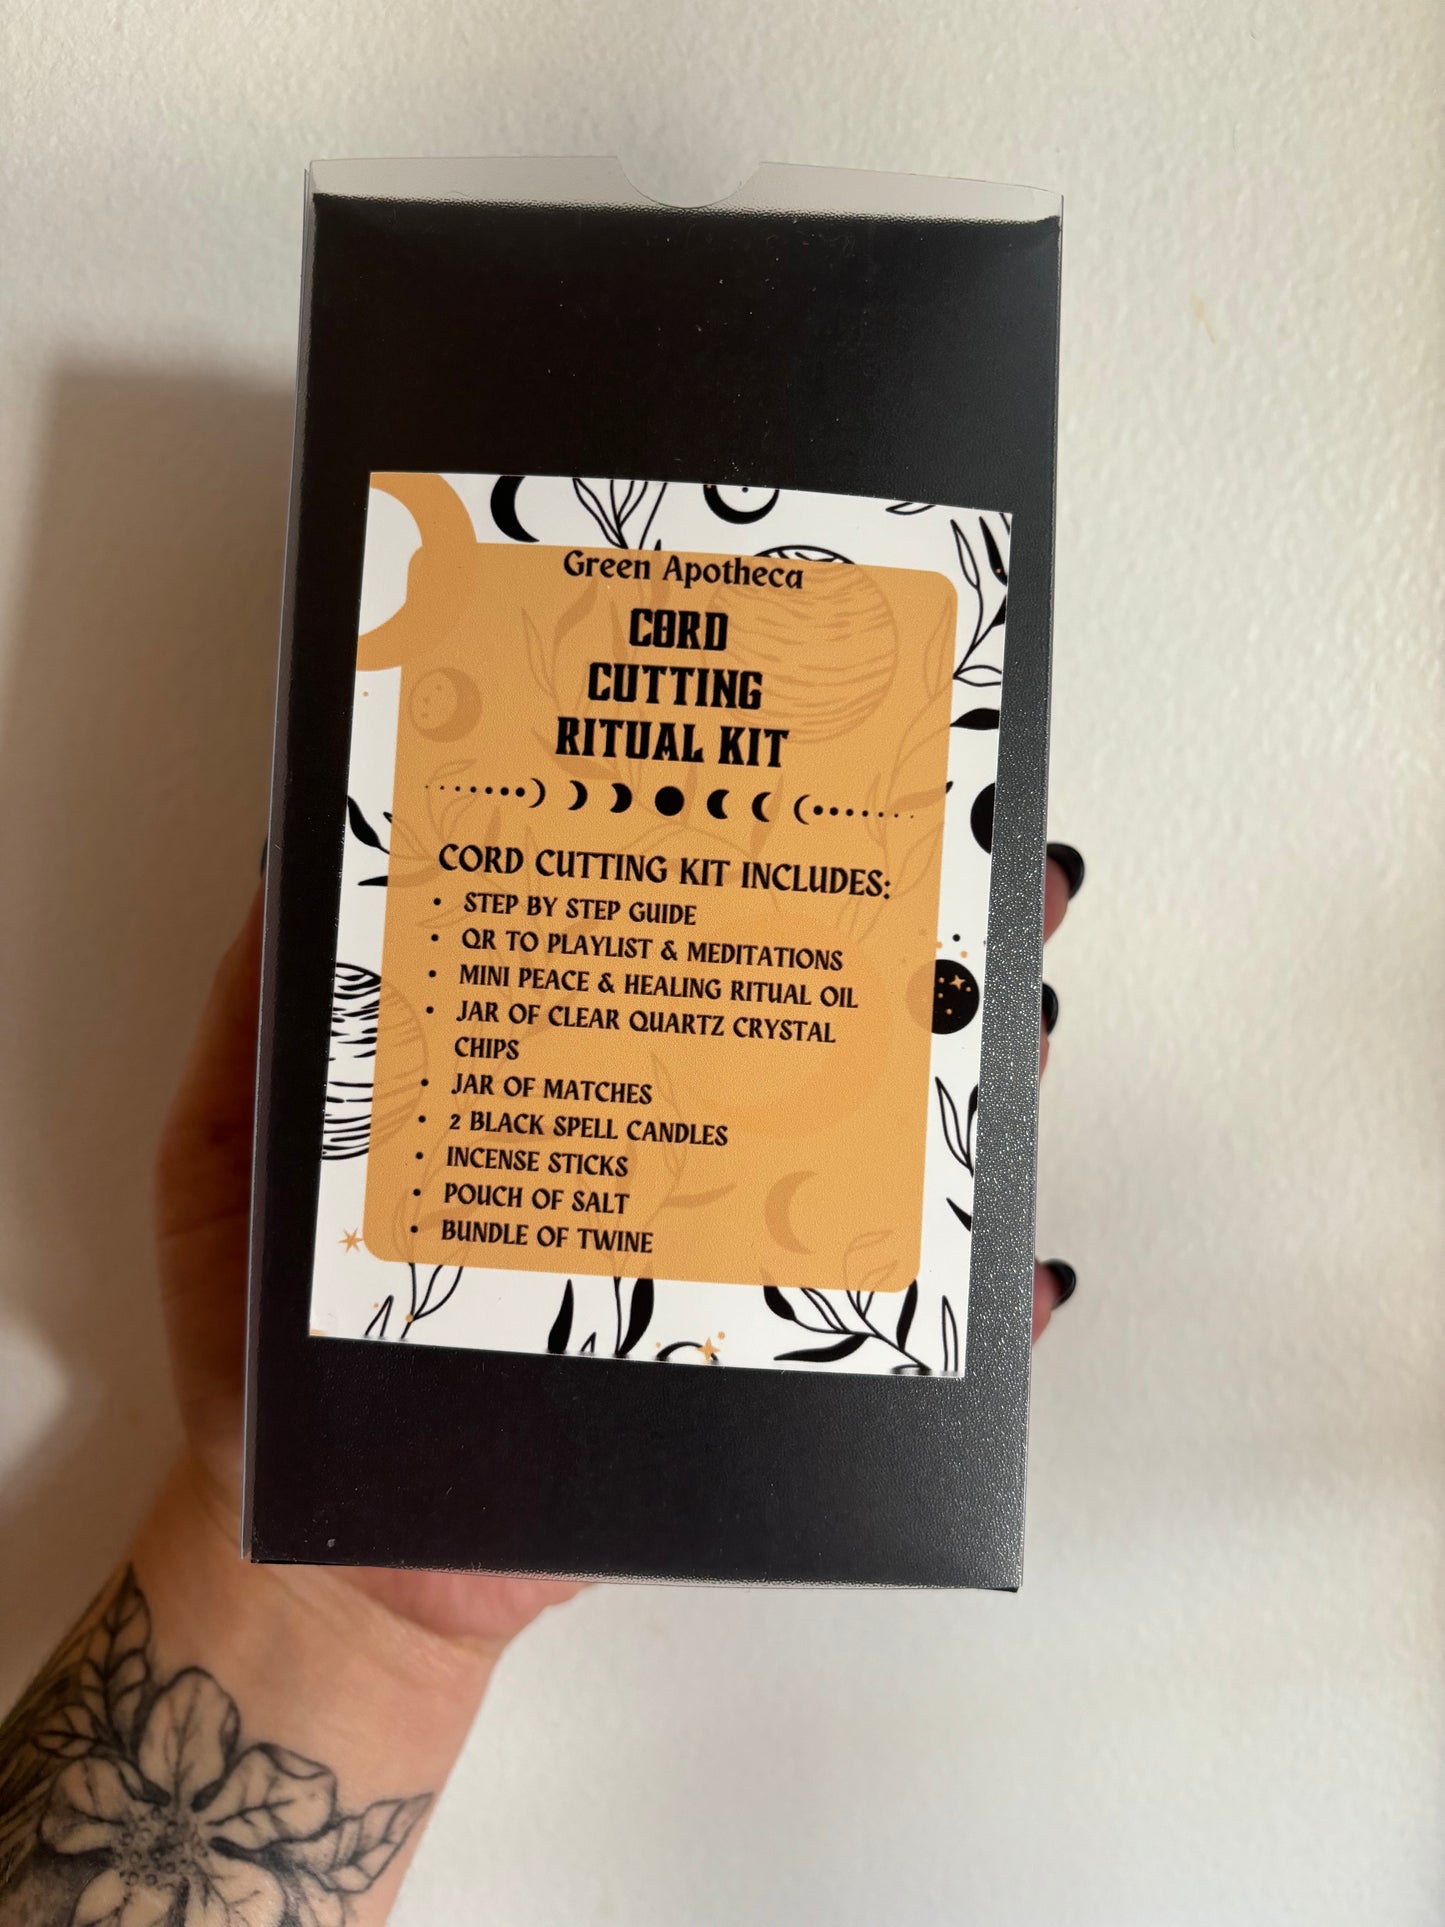 Green Apotheca
CORD
CUTTING
RITUAL KIT
CORD CUTTING KIT INCLUDES:
• STEP BY STEP GUIDE
• QR TO PLAYLIST & MEDITATIONS
• MINI PEACE & HEALING RITUAL OIL
• JAR OF CLEAR QUARTZ CRYSTAL
CHIPS
• JAR OF MATCHES
• 2 BLACK SPELL CANDLES
• INCENSE STICKS
• POUCH OF SALT
• BUNDLE OF TWINE